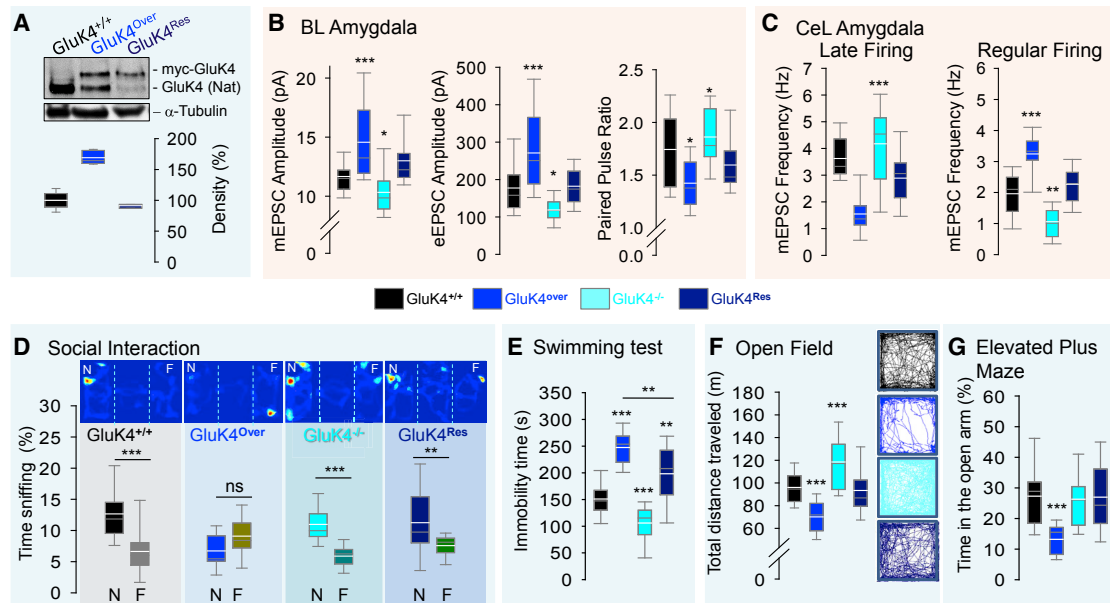 A
GluK4+/+
GluK4Over
GluK4Res
myc-GluK4
GluK4 (Nat)
α-Tubulin
200
150
100
50
0
Density (%)
B BL Amygdala
mEPSC Amplitude (pA)
20
15
10
0
***
*
eEPSC Amplitude (pA)
500
400
300
200
100
0
***
*
Paired Pulse Ratio
2.5
2.0
1.5
1.0
0.0
*
*
C CeL Amygdala
Late Firing
mEPSC Frequency (Hz)
7
6
5
4
3
2
1
0
***
Regular Firing
mEPSC Frequency (Hz)
6
5
4
3
2
1
0
***
**
GluK4+/+ GluK4over GluK4-/- GluK4Res
D Social Interaction
N F N F N F N F
Time sniffing (%)
30
25
20
15
10
5
0
GluK4+/+ GluK4Over GluK4-/- GluK4Res
*** ns *** **
N F N F N F N F
E Swimming test
Immobility time (s)
350
300
250
200
150
100
50
0
**
***
***
**
F Open Field
Total distance traveled (m)
180
160
140
120
100
80
60
0
***
***
G Elevated Plus
Maze
Time in the open arm (%)
60
50
40
30
20
10
0
***